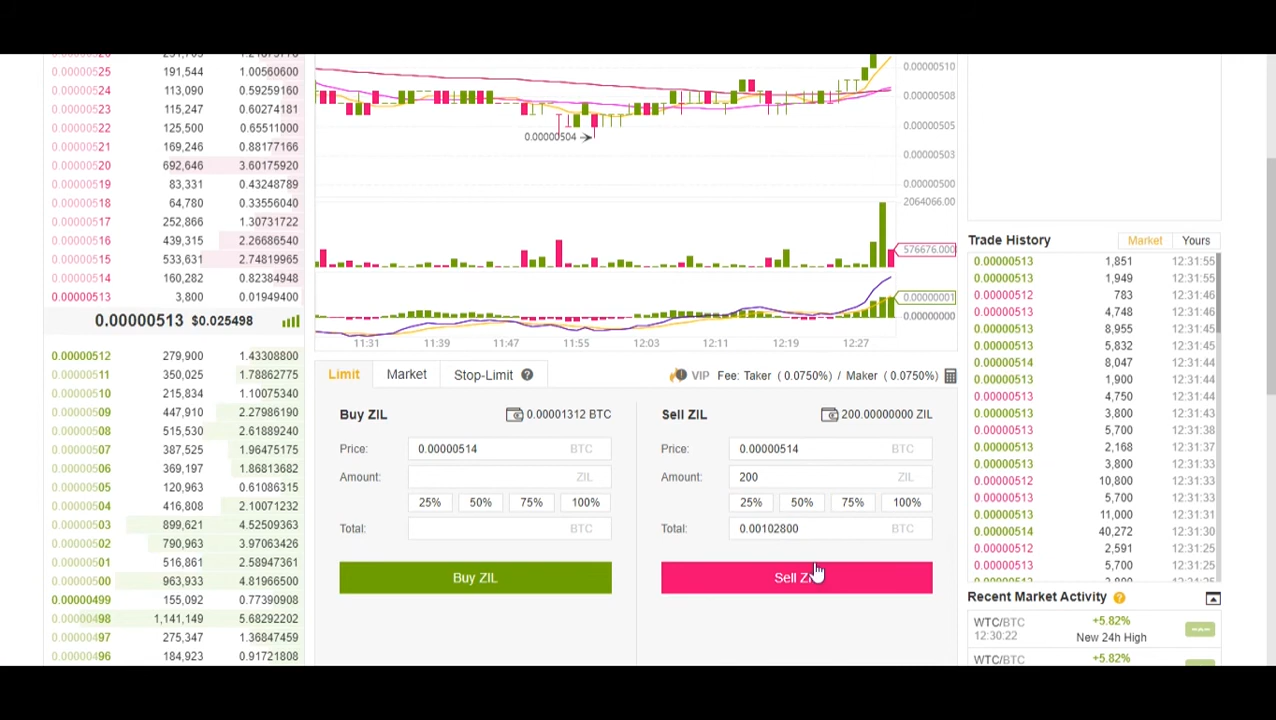 0.00000525 191,544 1.00560600
0.00000524 113,090 0.59259160
0.00000523 115,247 0.60274181
0.00000522 125,500 0.65511000
0.00000521 169,246 0.88177166
0.00000520 692,646 3.60175920
0.00000519 83,331 0.43248789
0.00000518 64,780 0.33556040
0.00000517 252,866 1.30731722
0.00000516 439,315 2.26686540
0.00000515 533,631 2.74819965
0.00000514 160,282 0.82384948
0.00000513 3,800 0.01949400
0.00000513 $0.025498
0.00000512 279,900 1.43308800
0.00000511 350,025 1.78862775
0.00000510 215,834 1.10075340
0.00000509 447,910 2.27986190
0.00000508 515,530 2.61889240
0.00000507 387,525 1.96475175
0.00000506 369,197 1.86813682
0.00000505 120,963 0.61086315
0.00000504 416,808 2.10071232
0.00000503 899,621 4.52509363
0.00000502 790,963 3.97063426
0.00000501 516,861 2.58947361
0.00000500 963,933 4.81966500
0.00000499 155,092 0.77390908
0.00000498 1,141,149 5.68292202
0.00000497 275,347 1.36847459
0.00000496 184,923 0.91721808
0.00000510
0.00000508
0.00000505
0.00000504
0.00000503
0.00000500
2064066.00
576676.000
0.00000001
0.00000000
11:31 11:39 11:47 11:55 12:03 12:11 12:19 12:27
Limit Market Stop-Limit ?
VIP Fee: Taker ( 0.0750% ) / Maker ( 0.0750% )
Buy ZIL 0.00001312 BTC
Price: 0.00000514 BTC
Amount: ZIL
25% 50% 75% 100%
Total: BTC
Buy ZIL
Sell ZIL 200.00000000 ZIL
Price: 0.00000514 BTC
Amount: 200 ZIL
25% 50% 75% 100%
Total: 0.00102800 BTC
Sell
Trade History Market Yours
0.00000513 1,851 12:31:55
0.00000513 1,949 12:31:55
0.00000512 783 12:31:46
0.00000513 4,748 12:31:46
0.00000513 8,955 12:31:45
0.00000513 5,832 12:31:45
0.00000514 8,047 12:31:44
0.00000513 1,900 12:31:44
0.00000513 4,750 12:31:44
0.00000513 3,800 12:31:43
0.00000513 5,700 12:31:38
0.00000513 2,168 12:31:37
0.00000513 3,800 12:31:33
0.00000512 10,800 12:31:33
0.00000513 5,700 12:31:33
0.00000513 11,000 12:31:31
0.00000514 40,272 12:31:30
0.00000512 2,591 12:31:25
0.00000513 5,700 12:31:25
Recent Market Activity ?
WTC/BTC +5.82%
12:30:22 New 24h High
WTC/BTC +5.82%